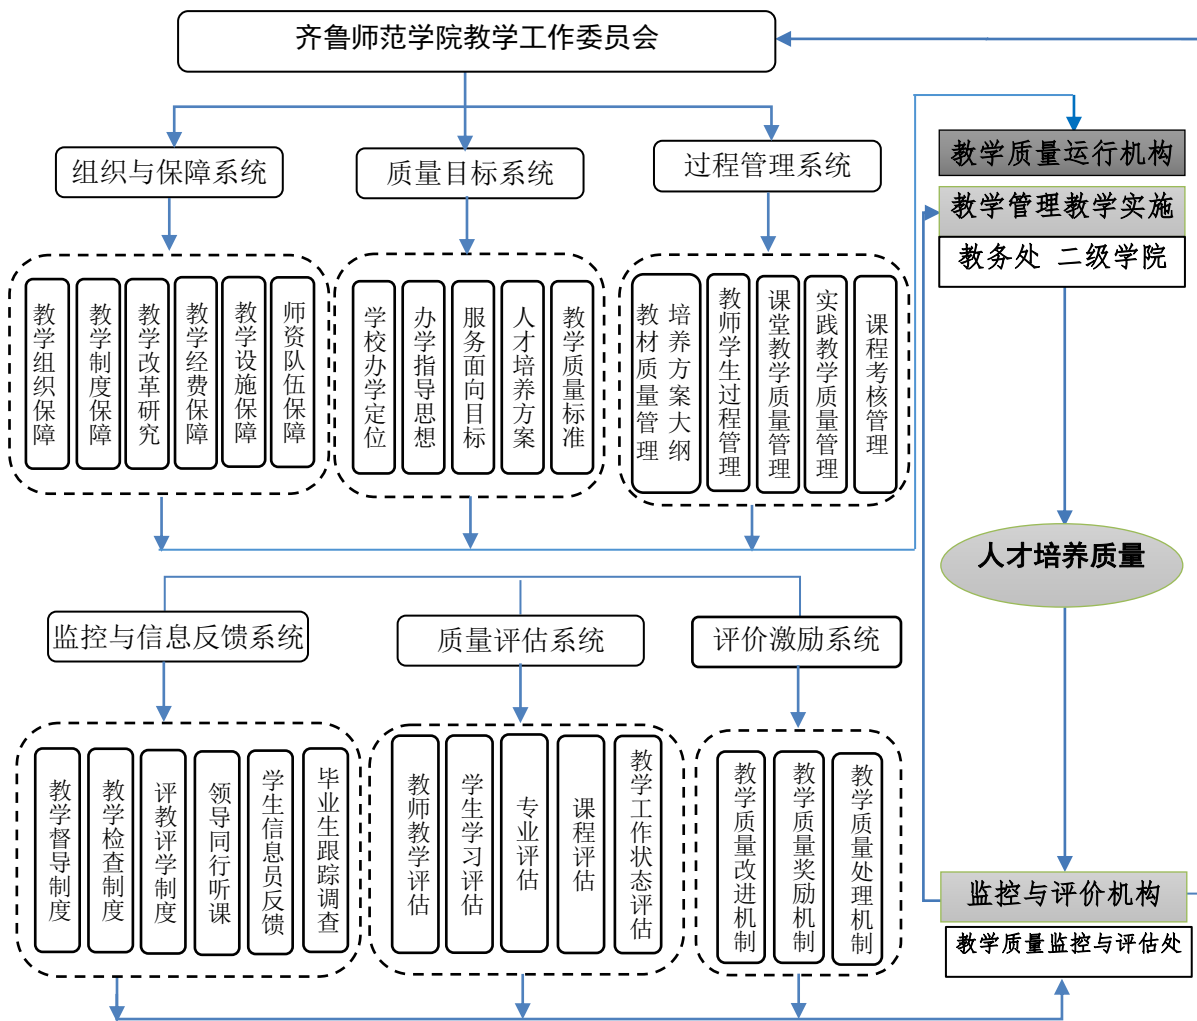 齐鲁师范学院教学工作委员会
组织与保障系统
质量目标系统
过程管理系统
教学组织保障
教学制度保障
教学改革研究
教学经费保障
教学设施保障
师资队伍保障
学校办学定位
办学指导思想
服务面向目标
人才培养方案
教学质量标准
培养方案大纲
教材质量管理
教师学生过程管理
课堂教学质量管理
实践教学质量管理
课程考核管理
教学质量运行机构
教学管理教学实施
教务处 二级学院
人才培养质量
监控与信息反馈系统
质量评估系统
评价激励系统
教学督导制度
教学检查制度
评教评学制度
领导同行听课
学生信息员反馈
毕业生跟踪调查
教师教学评估
学生学习评估
专业评估
课程评估
教学工作状态评估
教学质量改进机制
教学质量奖励机制
教学质量处理机制
监控与评价机构
教学质量监控与评估处